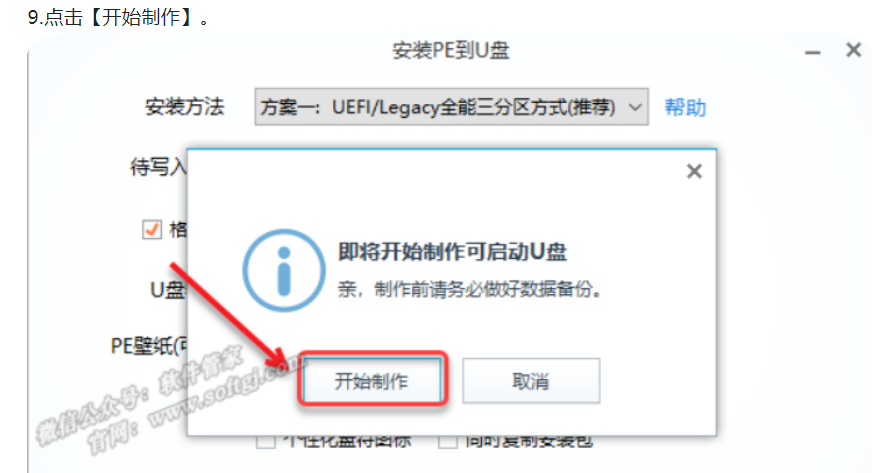 9.点击【开始制作】。
安装PE到U盘
安装方法
方案一：UEFI/Legacy全能三分区方式(推荐)
帮助
待写入
格
即将开始制作可启动U盘
亲，制作前请务必做好数据备份。
U盘
PE壁纸(可
开始制作
取消
微信公众号：软件管家
官网：www.softgj.com
个性化盘符图标
同时复制安装包